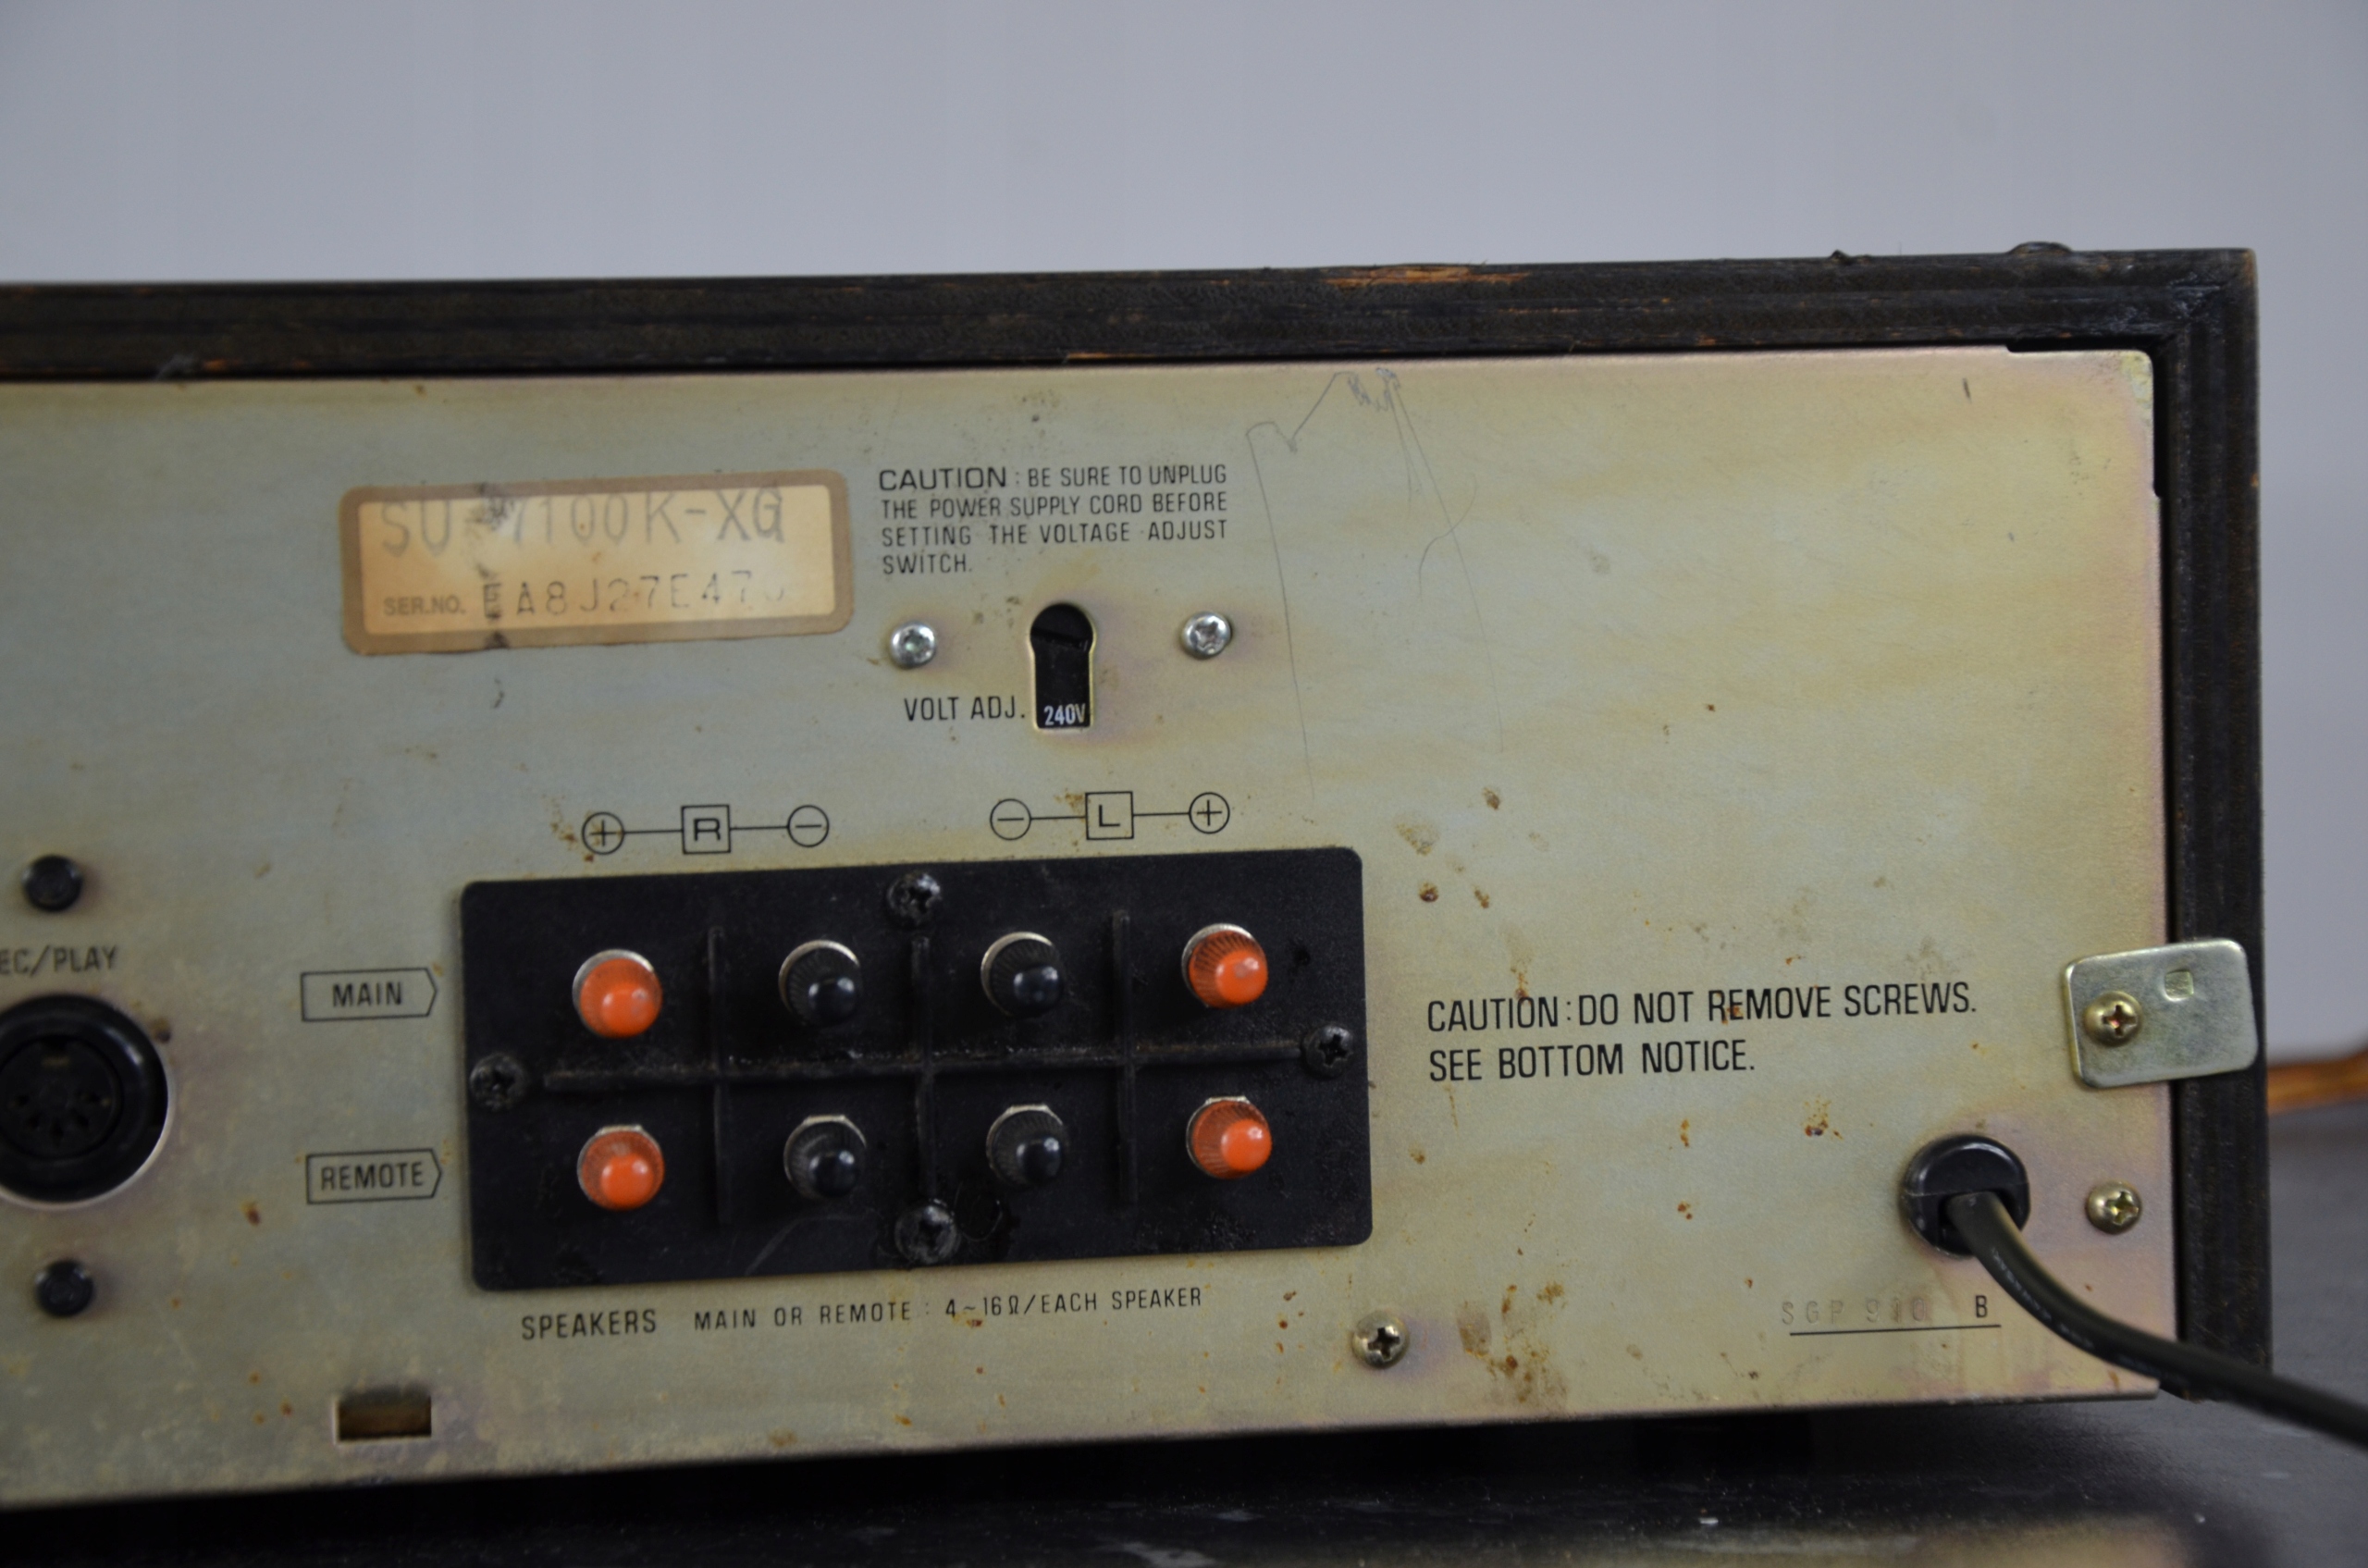 SU-7100K-XG
SER.NO.
CAUTION : BE SURE TO UNPLUG
THE POWER SUPPLY CORD BEFORE
SETTING THE VOLTAGE ADJUST
SWITCH.
VOLT ADJ. 240V
+ R − − L +
EC/PLAY
MAIN
REMOTE
CAUTION : DO NOT REMOVE SCREWS.
SEE BOTTOM NOTICE.
SPEAKERS MAIN OR REMOTE : 4~16Ω/EACH SPEAKER
B